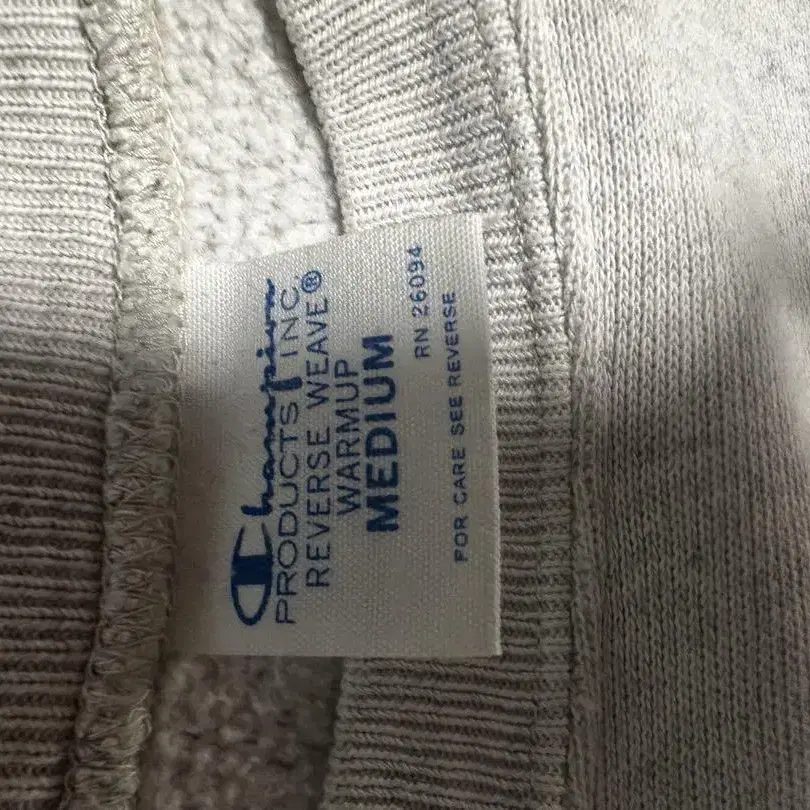 Champion
PRODUCTS INC.
REVERSE WEAVE®
WARMUP
MEDIUM
RN 26094
FOR CARE SEE REVERSE